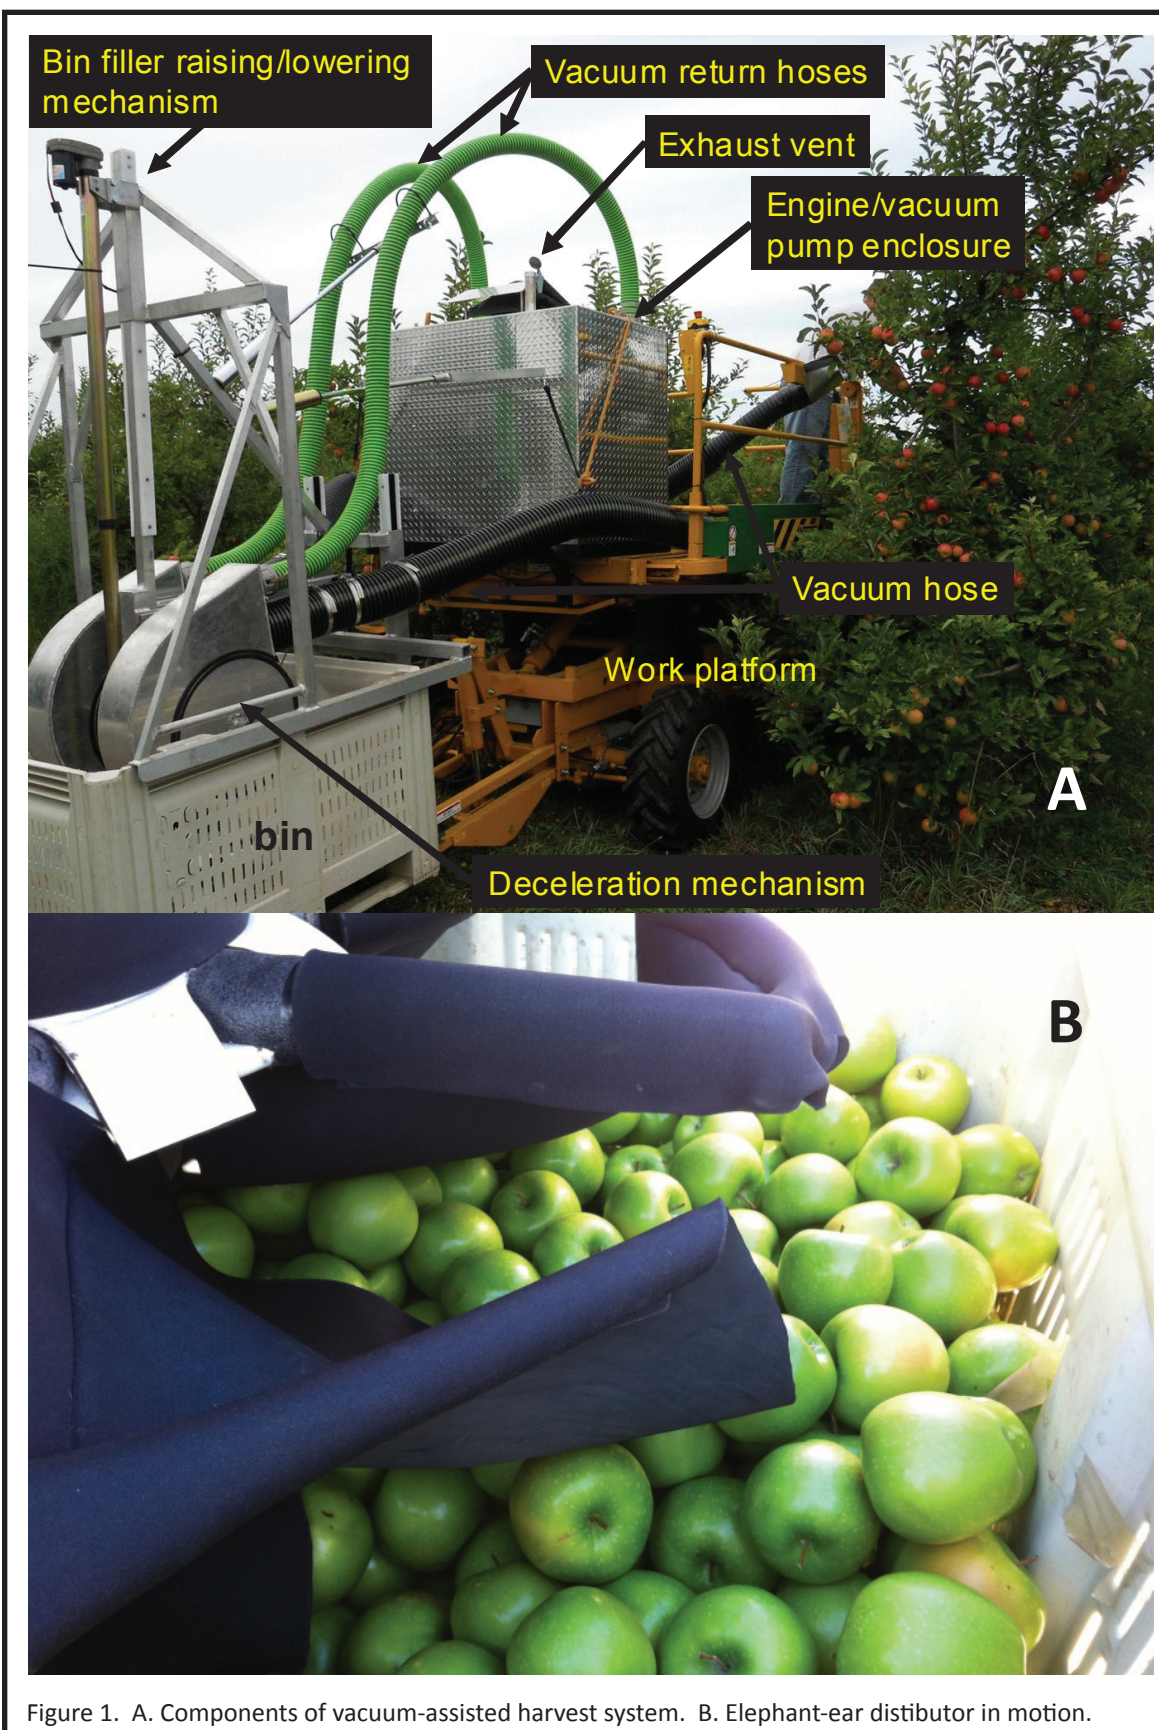 Bin filler raising/lowering
mechanism
Vacuum return hoses
Exhaust vent
Engine/vacuum
pump enclosure
Vacuum hose
Work platform
A
bin
Deceleration mechanism
B
Figure 1.  A. Components of vacuum-assisted harvest system.  B. Elephant-ear distibutor in motion.